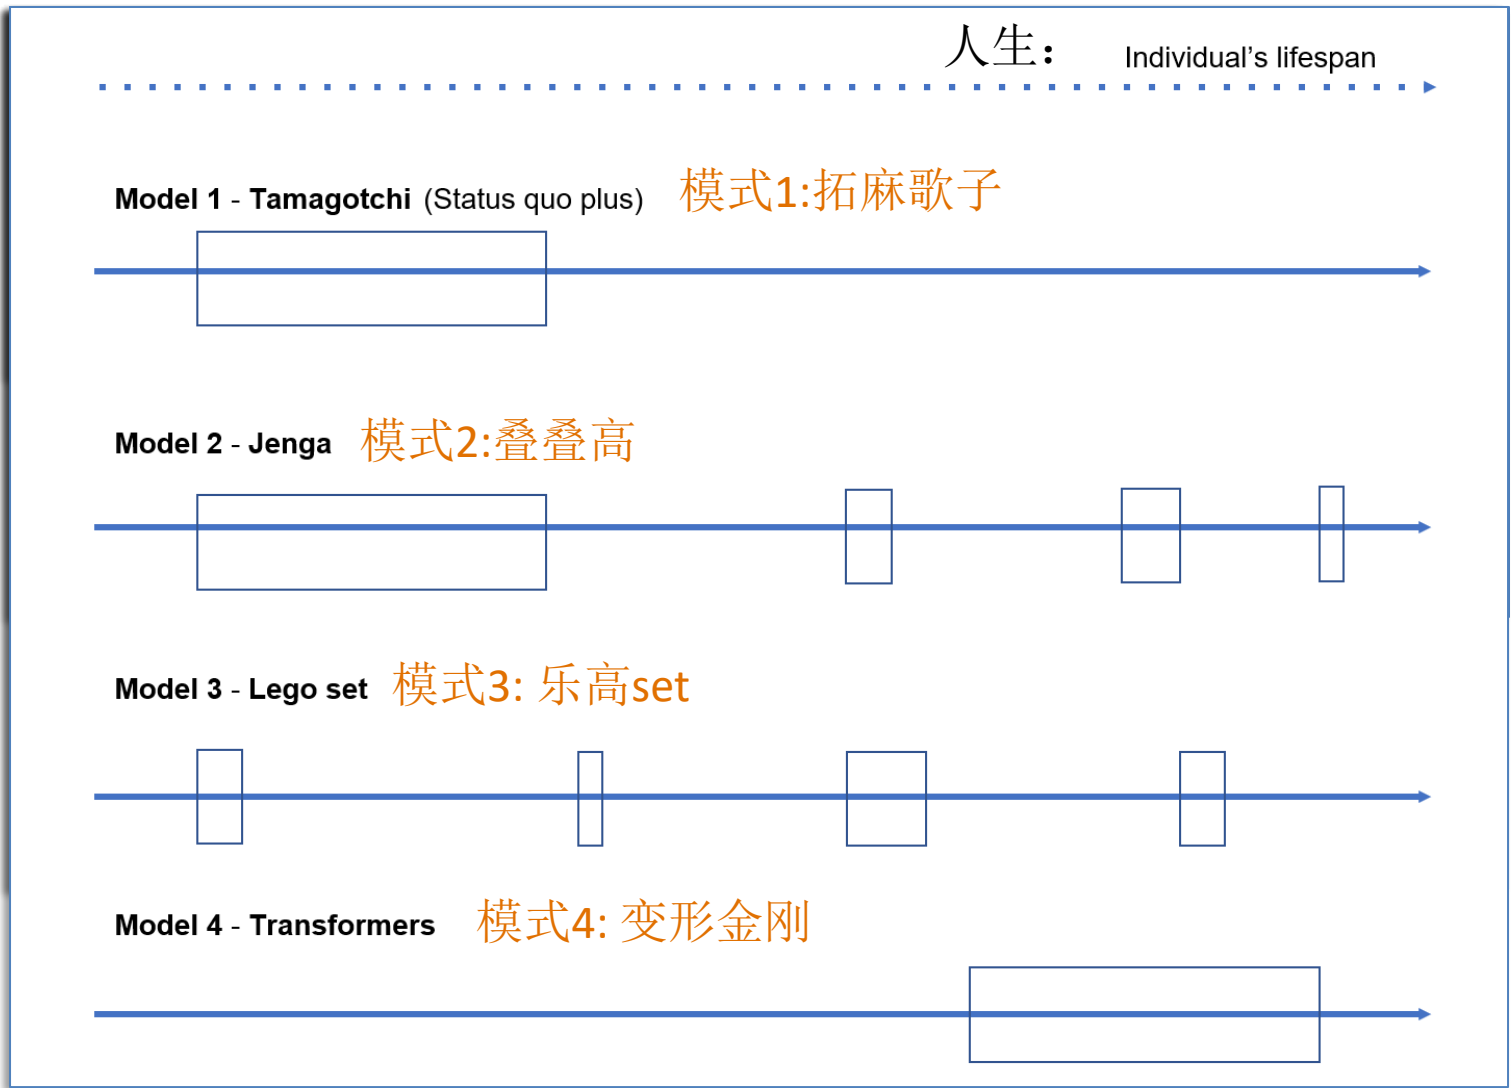 人生： Individual's lifespan
Model 1 - Tamagotchi (Status quo plus) 模式1:拓麻歌子
Model 2 - Jenga 模式2:叠叠高
Model 3 - Lego set 模式3: 乐高set
Model 4 - Transformers 模式4: 变形金刚